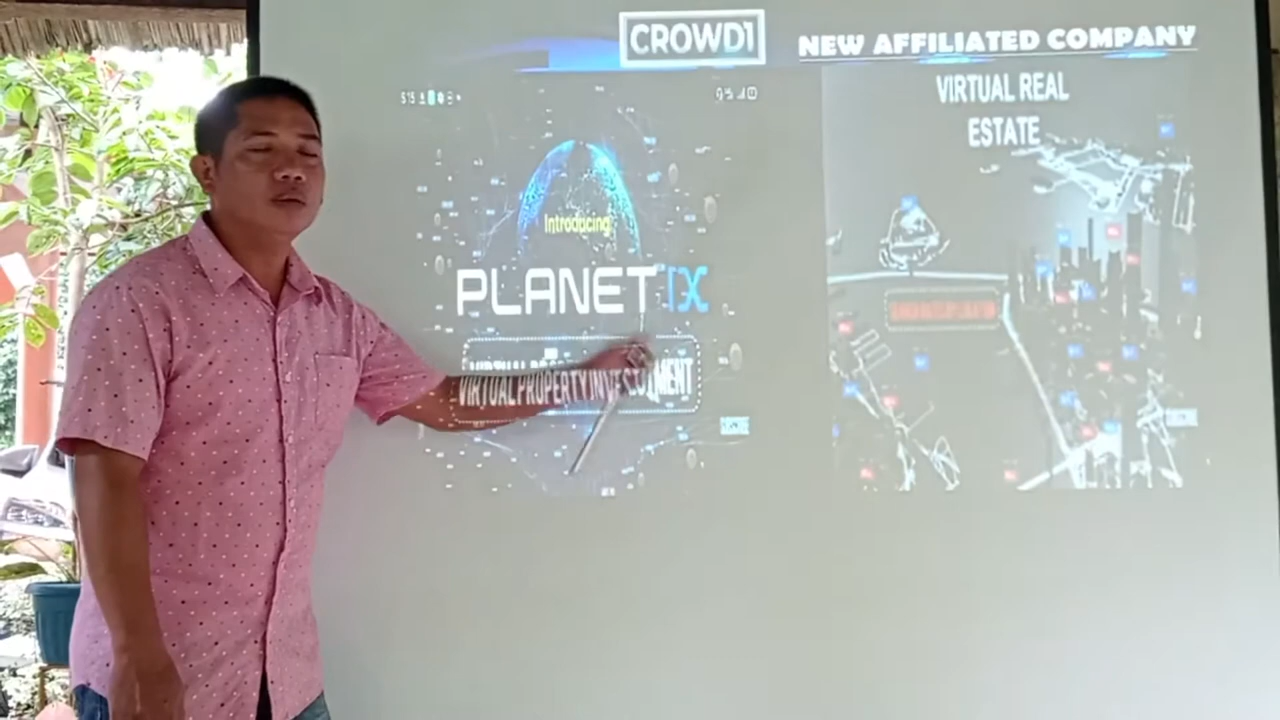 CROWD1
NEW AFFILIATED COMPANY
VIRTUAL REAL
ESTATE
Introducing
PLANET IX
VIRTUAL PROPERTY INVESTMENT